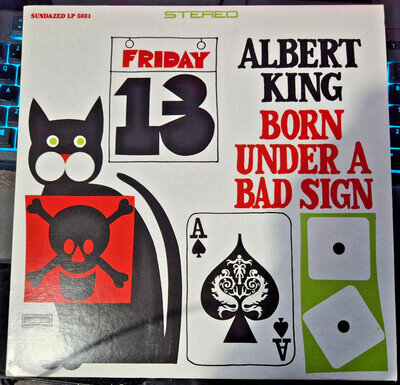 SUNDAZED LP 5031
STEREO
FRIDAY
13
ALBERT
KING
BORN
UNDER A
BAD SIGN
A
A